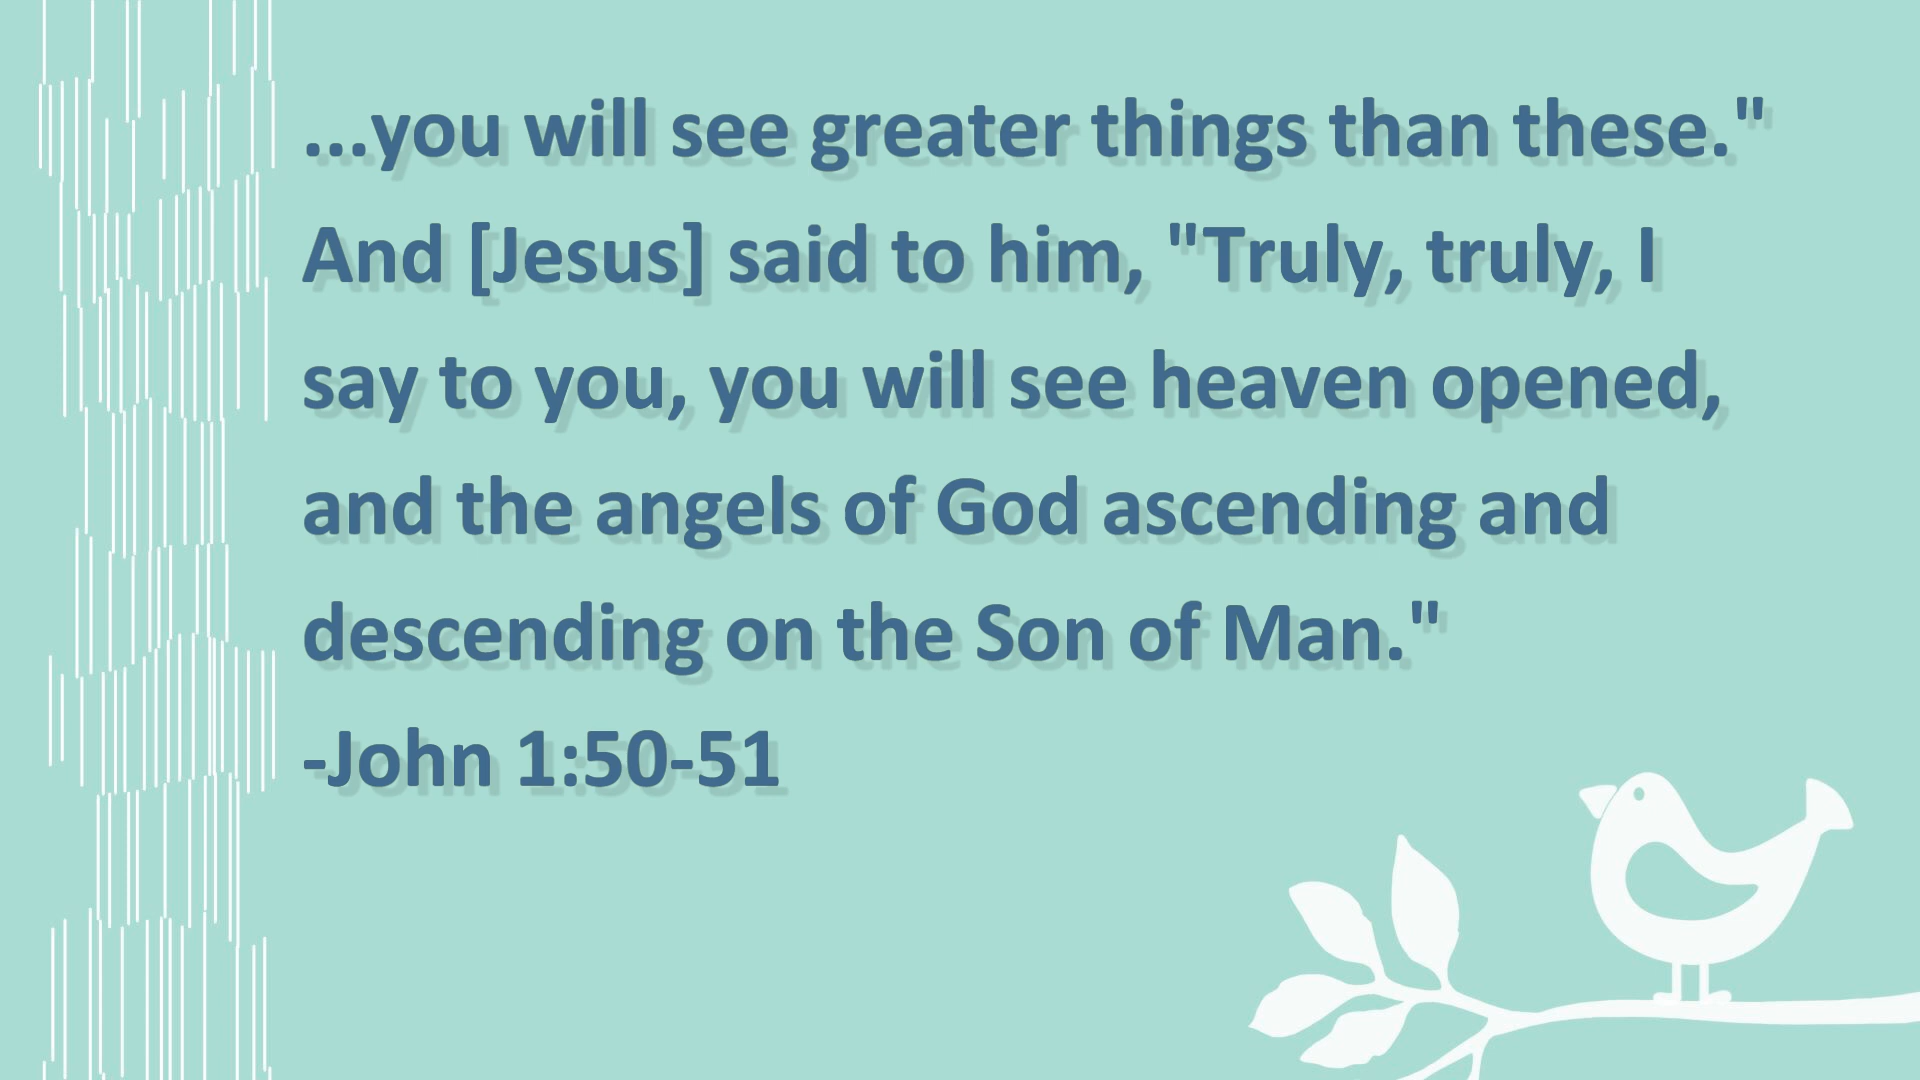 ...you will see greater things than these."
And [Jesus] said to him, "Truly, truly, I
say to you, you will see heaven opened,
and the angels of God ascending and
descending on the Son of Man."
-John 1:50-51